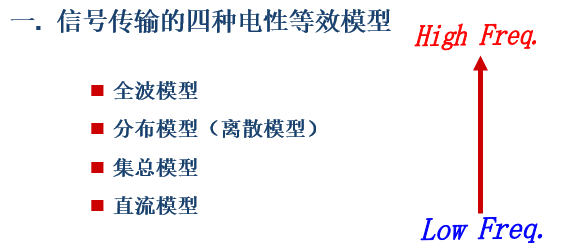 一. 信号传输的四种电性等效模型
High Freq.
全波模型
分布模型（离散模型）
集总模型
直流模型
Low Freq.